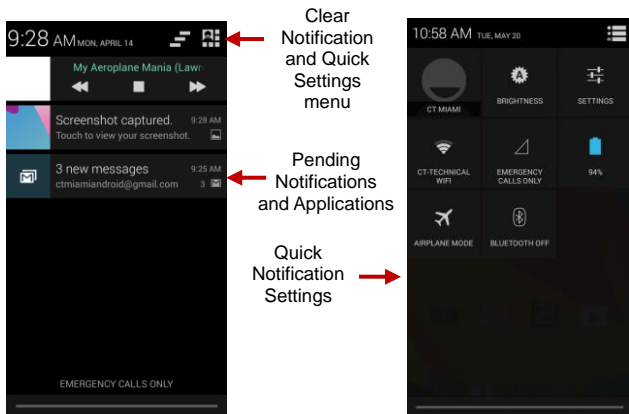 9:28 AM MON, APRIL 14
My Aeroplane Mania (Lawr
Screenshot captured. 9:28 AM
Touch to view your screenshot.
3 new messages 9:25 AM
ctmiamiandroid@gmail.com 3
EMERGENCY CALLS ONLY
Clear
Notification
and Quick
Settings
menu
Pending
Notifications
and Applications
Quick
Notification
Settings
10:58 AM TUE, MAY 20
CT MIAMI
BRIGHTNESS
SETTINGS
CT-TECHNICAL
WIFI
EMERGENCY
CALLS ONLY
94%
AIRPLANE MODE
BLUETOOTH OFF